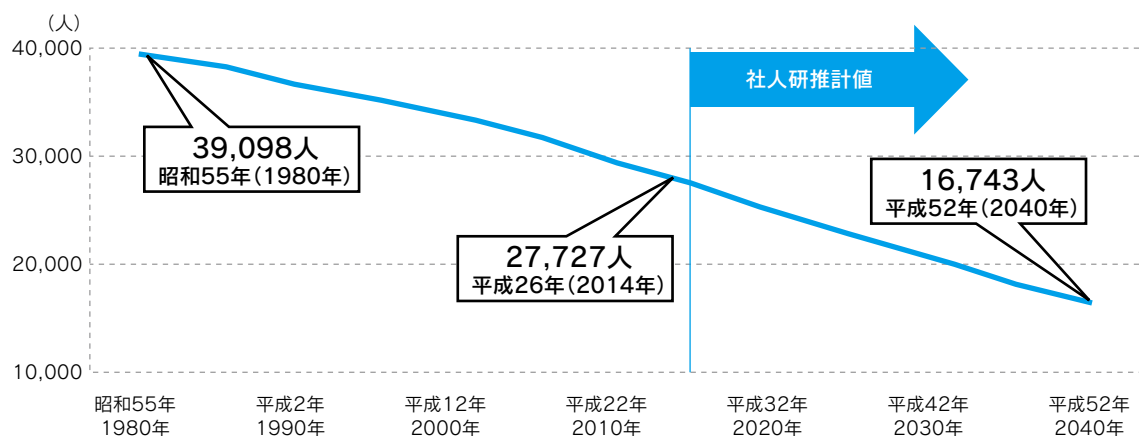 (人)
40,000
社人研推計値
39,098人
昭和55年(1980年)
30,000
16,743人
平成52年(2040年)
27,727人
平成26年(2014年)
20,000
10,000
昭和55年 平成2年 平成12年 平成22年 平成32年 平成42年 平成52年
1980年 1990年 2000年 2010年 2020年 2030年 2040年